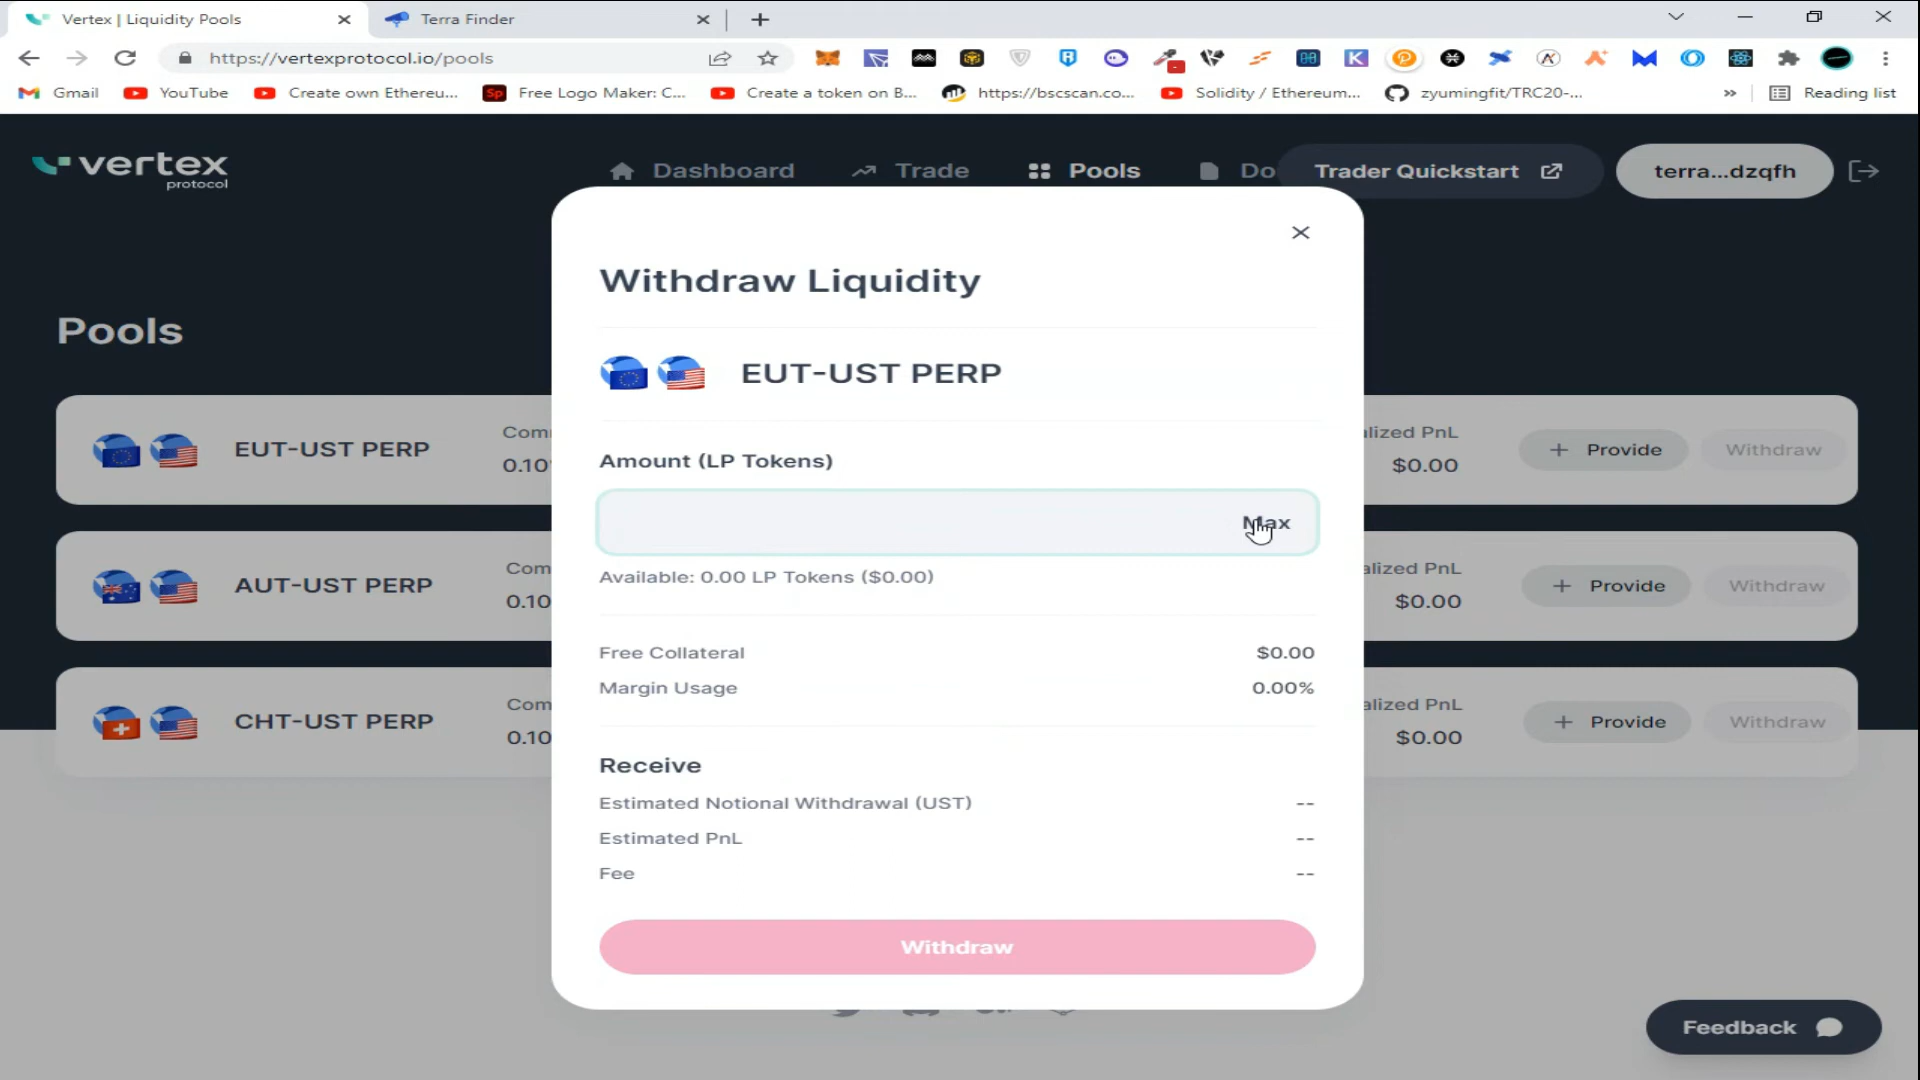 Vertex | Liquidity Pools
Terra Finder
https://vertexprotocol.io/pools
Gmail
YouTube
Create own Ethereu...
Sp
Free Logo Maker: C...
Create a token on B...
https://bscscan.co...
Solidity / Ethereum...
zyumingfit/TRC20-...
»
Reading list
vertex
protocol
Dashboard
Trade
Pools
Do
Trader Quickstart
terra...dzqfh
Withdraw Liquidity
Pools
EUT-UST PERP
EUT-UST PERP
Com
0.10
alized PnL
$0.00
+ Provide
Withdraw
Amount (LP Tokens)
Max
Available: 0.00 LP Tokens ($0.00)
AUT-UST PERP
Com
0.10
alized PnL
$0.00
+ Provide
Withdraw
Free Collateral
$0.00
Margin Usage
0.00%
CHT-UST PERP
Com
0.10
alized PnL
$0.00
+ Provide
Withdraw
Receive
Estimated Notional Withdrawal (UST)
--
Estimated PnL
--
Fee
--
Withdraw
Feedback